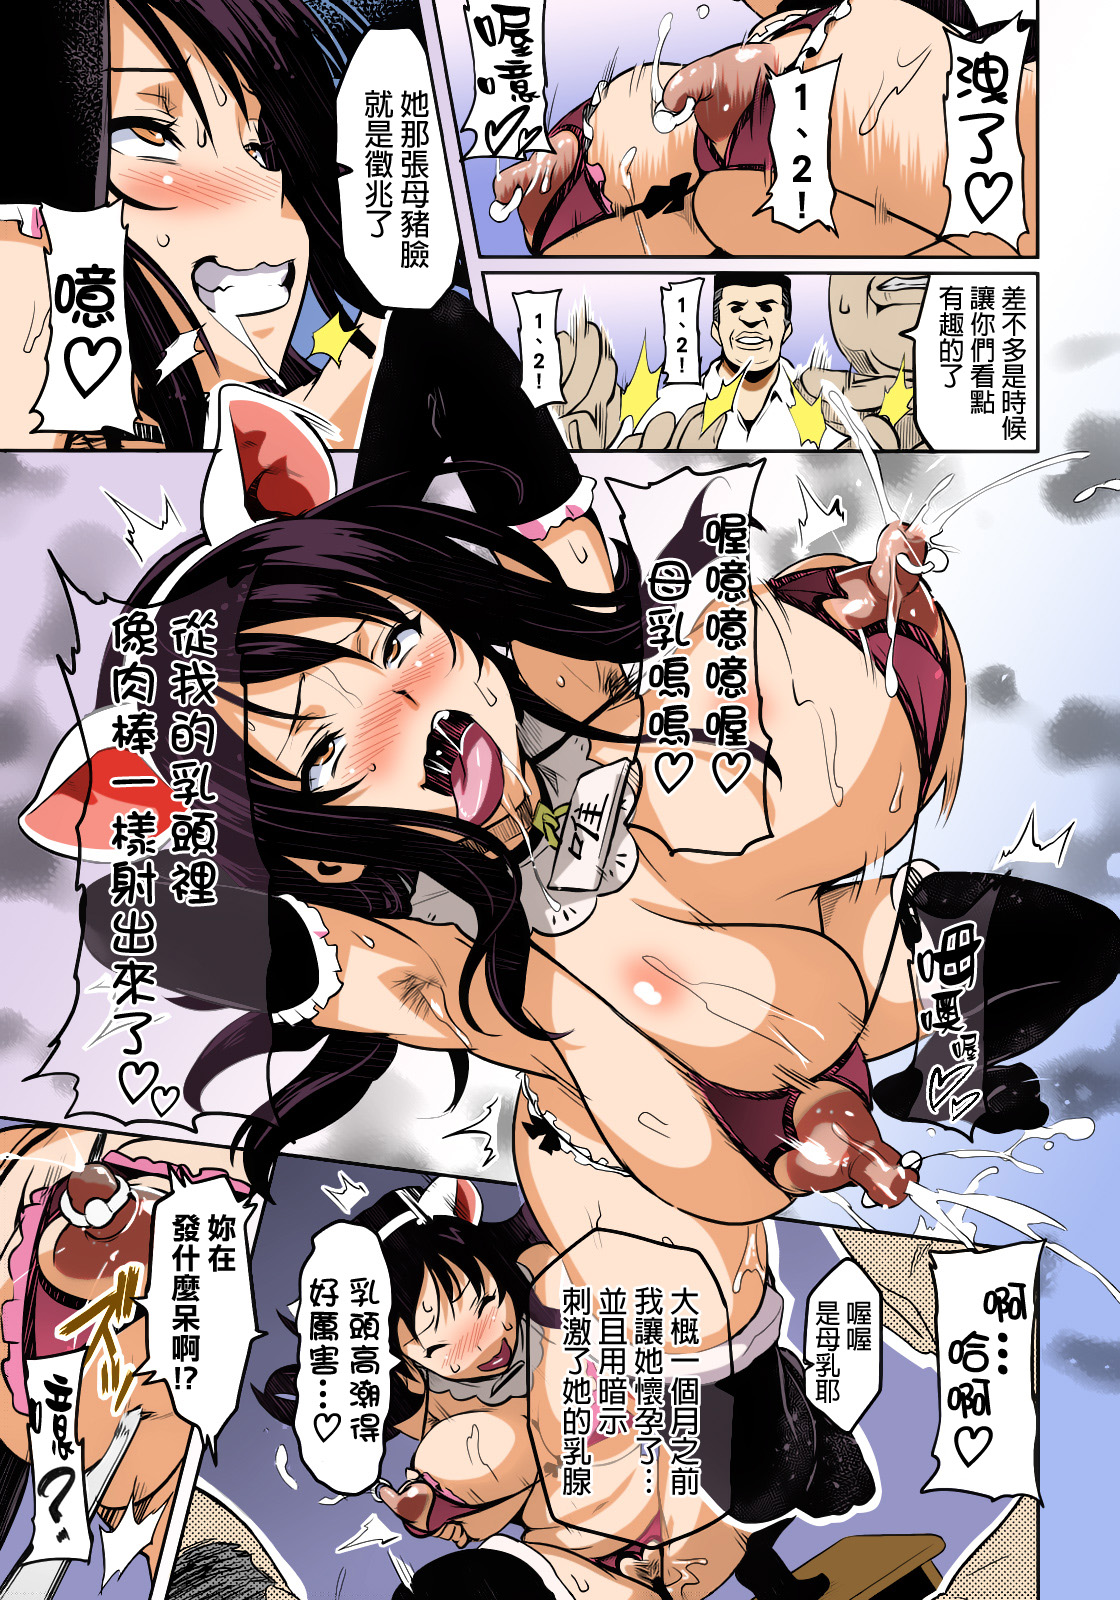 洩了♡
1、2！
喔噫♡
她那張母豬臉
就是徵兆了
噫♡
差不多是時候
讓你們看點
有趣的了
1、2！
1、2！
喔噫噫噫喔♡
母乳嗚嗚♡
從我的乳頭裡
像肉棒一樣射出來了♡♡
唯
母噢喔♡♡
啊…
哈啊♡
喔喔
是母乳耶
大概一個月之前
我讓她懷孕了…
並且用暗示
刺激了她的乳腺
乳頭高潮得
好厲害…♡
妳在
發什麼呆啊!?
噫?